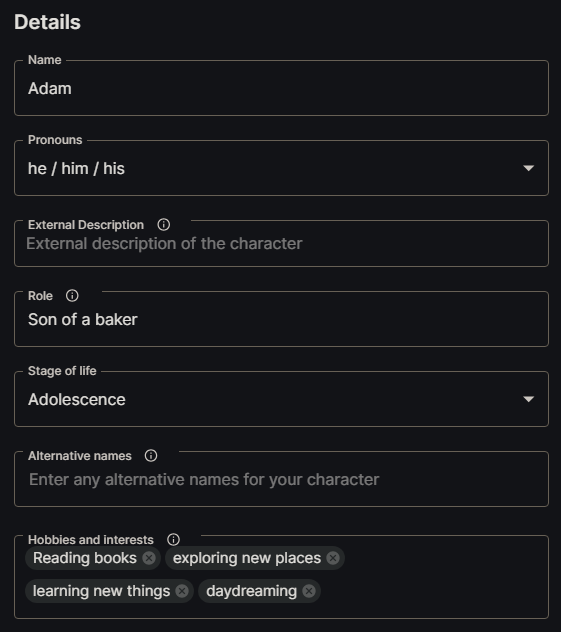 Details
Name
Adam
Pronouns
he / him / his
External Description
External description of the character
Role
Son of a baker
Stage of life
Adolescence
Alternative names
Enter any alternative names for your character
Hobbies and interests
Reading books exploring new places
learning new things daydreaming